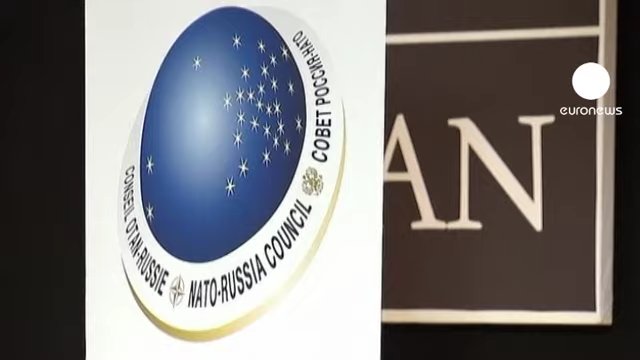 CONSEIL OTAN-RUSSIE
NATO-RUSSIA COUNCIL
СОВЕТ РОССИЯ-НАТО
AN
euronews